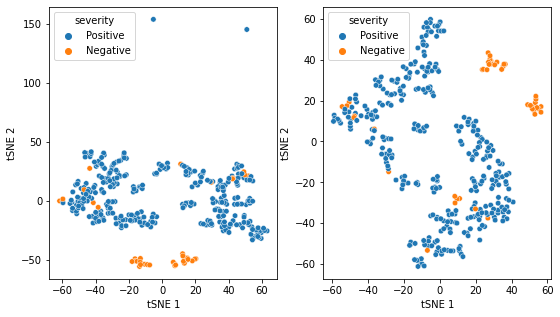 severity
Positive
Negative
150
100
50
0
−50
−60 −40 −20 0 20 40 60
tSNE 1
tSNE 2
severity
Positive
Negative
60
40
20
0
−20
−40
−60
−60 −40 −20 0 20 40 60
tSNE 1
tSNE 2